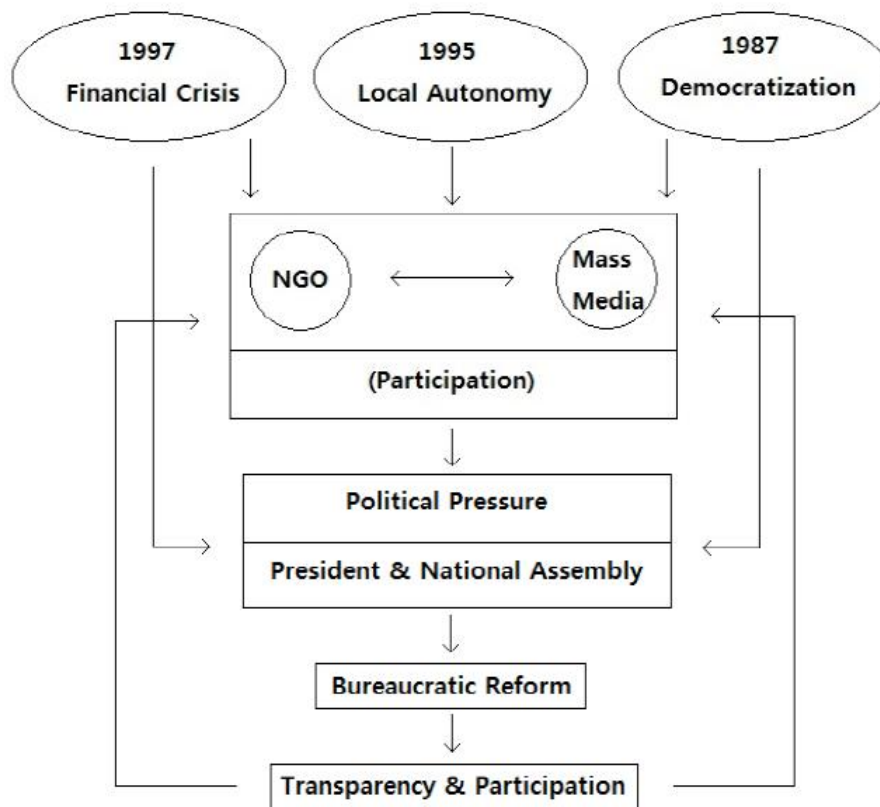 1997
Financial Crisis
1995
Local Autonomy
1987
Democratization
NGO
Mass
Media
(Participation)
Political Pressure
President & National Assembly
Bureaucratic Reform
Transparency & Participation